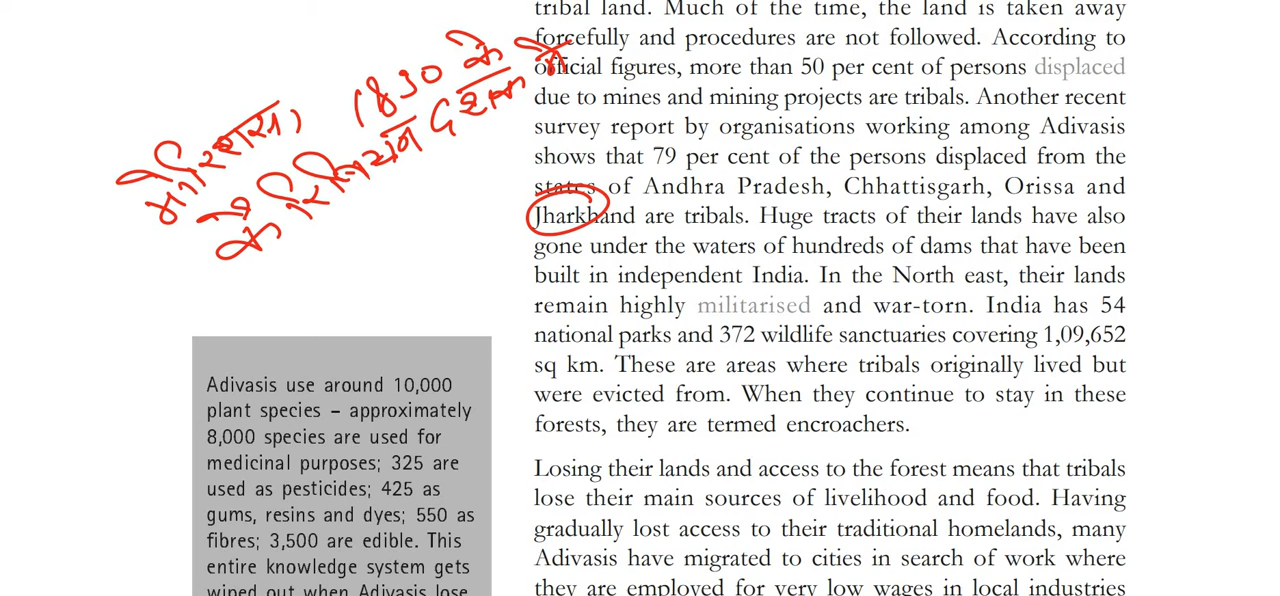 1830 के
के दशक में
tribal land. Much of the time, the land is taken away
forcefully and procedures are not followed. According to
official figures, more than 50 per cent of persons displaced
due to mines and mining projects are tribals. Another recent
survey report by organisations working among Adivasis
shows that 79 per cent of the persons displaced from the
states of Andhra Pradesh, Chhattisgarh, Orissa and
Jharkhand are tribals. Huge tracts of their lands have also
gone under the waters of hundreds of dams that have been
built in independent India. In the North east, their lands
remain highly militarised and war-torn. India has 54
national parks and 372 wildlife sanctuaries covering 1,09,652
sq km. These are areas where tribals originally lived but
were evicted from. When they continue to stay in these
forests, they are termed encroachers.
Losing their lands and access to the forest means that tribals
lose their main sources of livelihood and food. Having
gradually lost access to their traditional homelands, many
Adivasis have migrated to cities in search of work where
they are employed for very low wages in local industries
Adivasis use around 10,000
plant species – approximately
8,000 species are used for
medicinal purposes; 325 are
used as pesticides; 425 as
gums, resins and dyes; 550 as
fibres; 3,500 are edible. This
entire knowledge system gets
wiped out when Adivasis lose